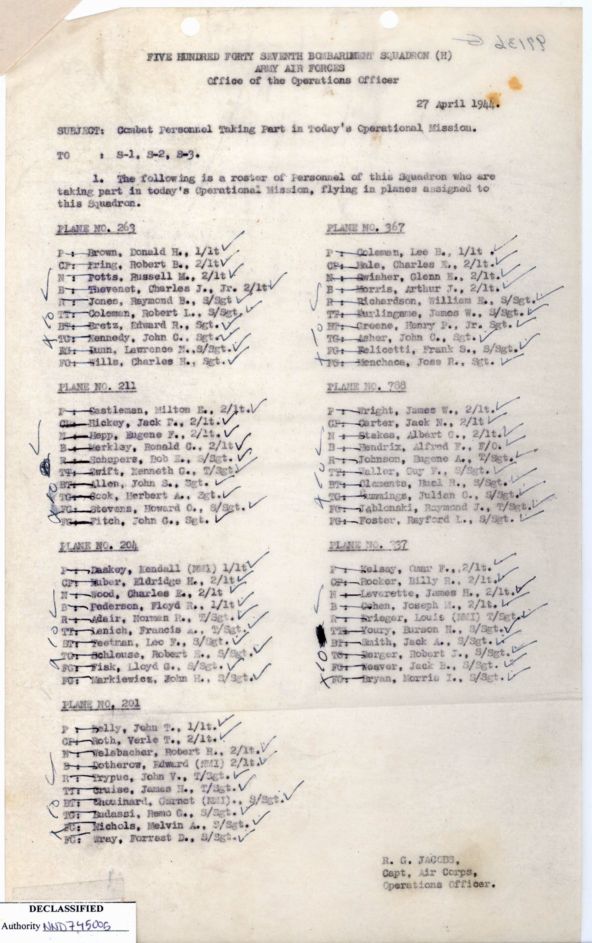 FIVE HUNDRED FORTY SEVENTH BOMBARDMENT SQUADRON (H)
ARMY AIR FORCES
Office of the Operations Officer
27 April 1944.
SUBJECT: Combat Personnel Taking Part in Today's Operational Mission.
TO : S-1, S-2, S-3.
1. The following is a roster of Personnel of this Squadron who are
taking part in today's Operational Mission, flying in planes assigned to
this Squadron.
PLANE NO. 263
P : Brown, Donald H., 1/lt
CP: Fring, Robert B., 2/lt
N : Potts, Russell M., 2/lt
B : Thevenet, Charles J., Jr. 2/lt
R : Jones, Raymond B., S/Sgt
TT: Coleman, Robert L., S/Sgt.
BT: Bretz, Edward R., Sgt.
TG: Kennedy, John C., Sgt.
RG: Dunn, Lawrence M., S/Sgt.
FG: Wills, Charles H., Sgt.
PLANE NO. 367
P : Coleman, Lee B., 1/lt
CP: Hale, Charles E., 2/lt.
N : Swisher, Glenn E., 2/lt.
B : Morris, Arthur J., 2/lt.
R : Richardson, William E., S/Sgt.
TT: Burlingame, James W., S/Sgt.
BT: Greene, Henry P., Jr. Sgt.
TG: Asher, John C., Sgt.
FG: Felicetti, Frank S., S/Sgt.
FG: Menchaca, Jose R., Sgt.
PLANE NO. 211
P : Castleman, Milton E., 2/lt.
CP: Hickey, Jack P., 2/lt.
N : Hepp, Eugene F., 2/lt.
B : Merkley, Ronald G., 2/lt
R : Schopers, Bob E., S/Sgt.
TT: Swift, Kenneth G., T/Sgt.
BT: Allen, John S., Sgt.
TG: Cook, Herbert A., Sgt.
FG: Stevens, Howard O., S/Sgt.
FG: Fitch, John G., Sgt.
PLANE NO. 788
P : Wright, James W., 2/lt.
CP: Carter, Jack N., 2/lt
N : Stakes, Albert G., 2/lt.
B : Hendrix, Alfred F., F/O.
R : Johnson, Eugene A., T/Sgt.
TT: Waller, Guy F., S/Sgt.
BT: Clements, Buel R., S/Sgt.
TG: Cummings, Julien C., S/Sgt.
FG: Jablonski, Raymond J., T/Sgt.
FG: Foster, Rayford L., S/Sgt.
PLANE NO. 204
P : Daskey, Kendall (NMI) 1/lt
CP: Huber, Eldridge H., 2/lt
N : Wood, Charles E., 2/lt
B : Pederson, Floyd R., 1/lt
R : Adair, Norman R., T/Sgt.
TT: Lenich, Francis A., T/Sgt.
BT: Feetman, Leo F., S/Sgt.
TG: Schleuse, Robert E., S/Sgt.
FG: Fisk, Lloyd G., S/Sgt.
FG: Markiewicz, John H., S/Sgt.
PLANE NO. 337
P : Kelsay, Omar F., 2/lt.
CP: Rocker, Billy R., 2/lt.
N : Leverette, James H., 2/lt.
B : Cohen, Joseph M., 2/lt.
R : Krieger, Louis (NMI) T/Sgt.
TT: Youry, Burson H., S/Sgt.
BT: Smith, Jack A., S/Sgt.
TG: Berger, Robert J., S/Sgt.
FG: Weaver, Jack B., S/Sgt.
FG: Bryan, Morris I., S/Sgt.
PLANE NO. 201
P : Kelly, John T., 1/lt.
CP: Roth, Verle T., 2/lt.
N : Welsbacher, Robert R., 2/lt.
B : Dotherow, Edward (NMI) 2/lt.
R : Trypuc, John V., T/Sgt.
TT: Cruise, James H., T/Sgt.
BT: Chouinard, Garnet (NMI)., S/Sgt.
TG: Badassi, Remo G., S/Sgt.
FG: Nichols, Melvin A., S/Sgt.
FG: Wray, Forrest D., S/Sgt.
R. G. JACOBS,
Capt, Air Corps,
Operations Officer.
DECLASSIFIED
Authority NND745005